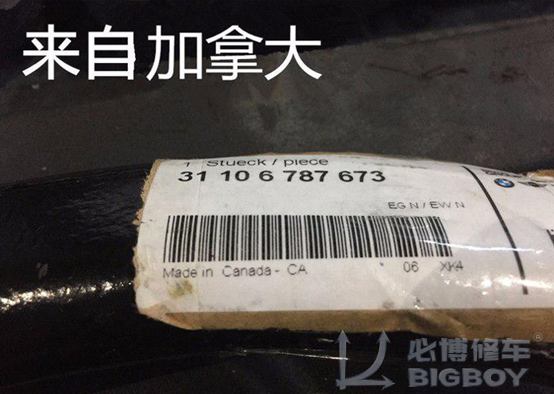 来自加拿大
1 Stueck / piece
31 10 6 787 673
EG N / EW N
Made in Canada - CA * 06 XK4
必博修车®
BIGBOY